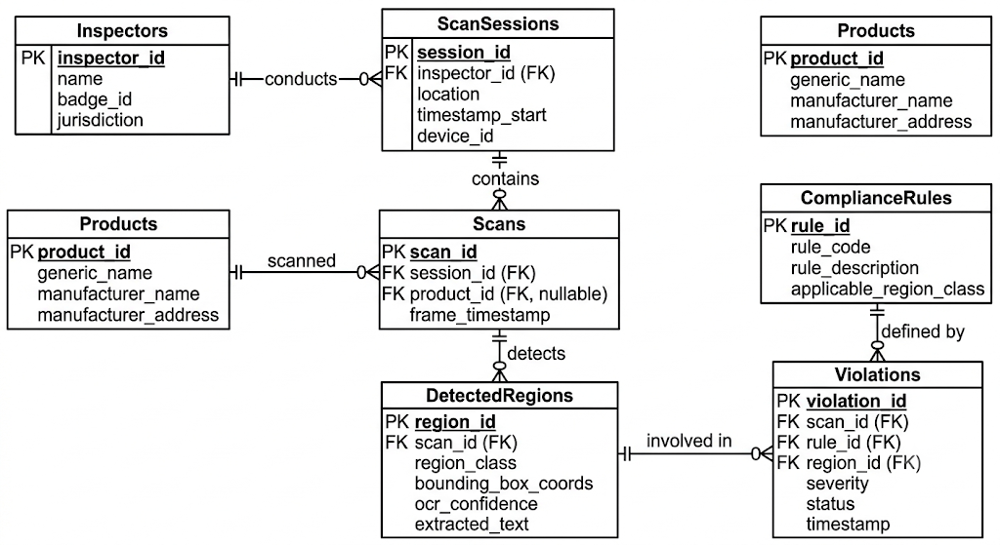 Inspectors
PK inspector_id
name
badge_id
jurisdiction
conducts
ScanSessions
PK session_id
FK inspector_id (FK)
location
timestamp_start
device_id
Products
PK product_id
generic_name
manufacturer_name
manufacturer_address
contains
Products
PK product_id
generic_name
manufacturer_name
manufacturer_address
scanned
Scans
PK scan_id
FK session_id (FK)
FK product_id (FK, nullable)
frame_timestamp
ComplianceRules
PK rule_id
rule_code
rule_description
applicable_region_class
detects
defined by
DetectedRegions
PK region_id
FK scan_id (FK)
region_class
bounding_box_coords
ocr_confidence
extracted_text
involved in
Violations
PK violation_id
FK scan_id (FK)
FK rule_id (FK)
FK region_id (FK)
severity
status
timestamp